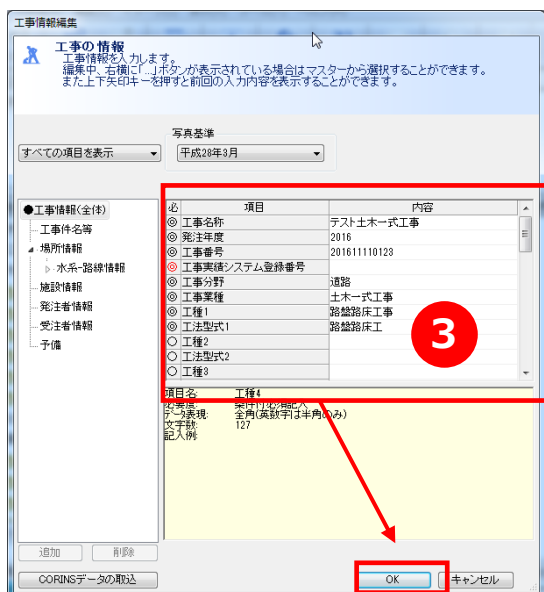 工事情報編集
工事の情報
工事情報を入力します。
編集中、右横に「...」ボタンが表示されている場合はマスターから選択することができます。
また上下矢印キーを押すと前回の入力内容を表示することができます。
写真基準
すべての項目を表示
平成28年3月
●工事情報(全体)
工事件名等
場所情報
水系-路線情報
施設情報
発注者情報
受注者情報
予備
必 項目 内容
◎ 工事名称 テスト土木一式工事
◎ 発注年度 2016
◎ 工事番号 201611110123
◎ 工事実績システム登録番号
◎ 工事分野 道路
◎ 工事業種 土木一式工事
◎ 工種1 路盤路床工事
◎ 工法型式1 路盤路床工
○ 工種2
○ 工法型式2
○ 工種3
3
項目名: 工種4
必要度: 条件付必須記入
データ表現: 全角(英数字は半角のみ)
文字数: 127
記入例:
追加 削除
CORINSデータの取込
OK キャンセル